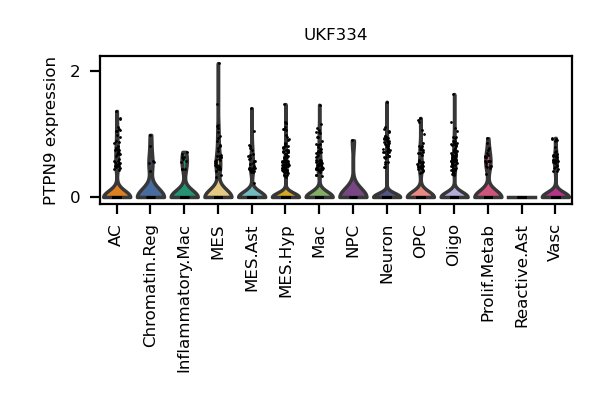 UKF334
PTPN9 expression
2
0
AC
Chromatin.Reg
Inflammatory.Mac
MES
MES.Ast
MES.Hyp
Mac
NPC
Neuron
OPC
Oligo
Prolif.Metab
Reactive.Ast
Vasc